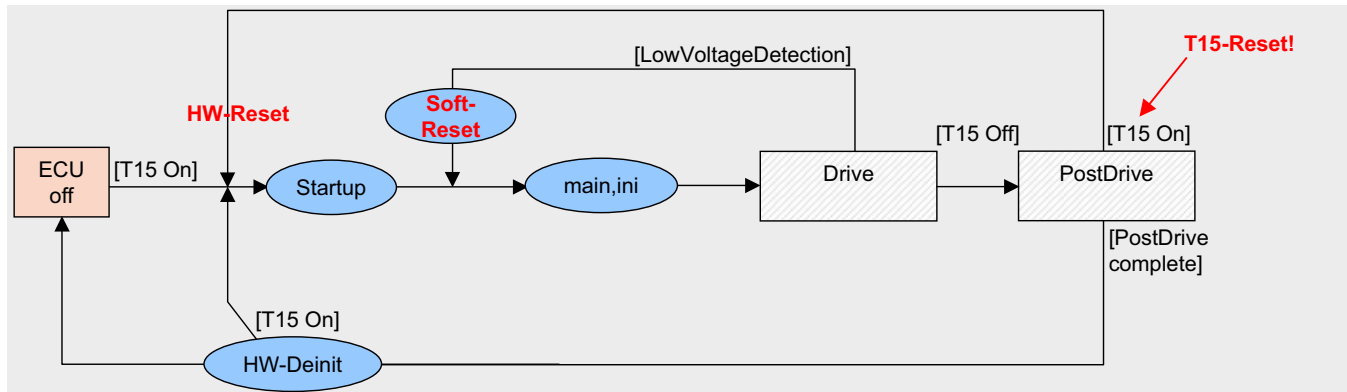 T15-Reset!
[LowVoltageDetection]
HW-Reset
Soft-
Reset
ECU
off
[T15 On]
Startup
main,ini
Drive
[T15 Off]
[T15 On]
PostDrive
[PostDrive
complete]
[T15 On]
HW-Deinit